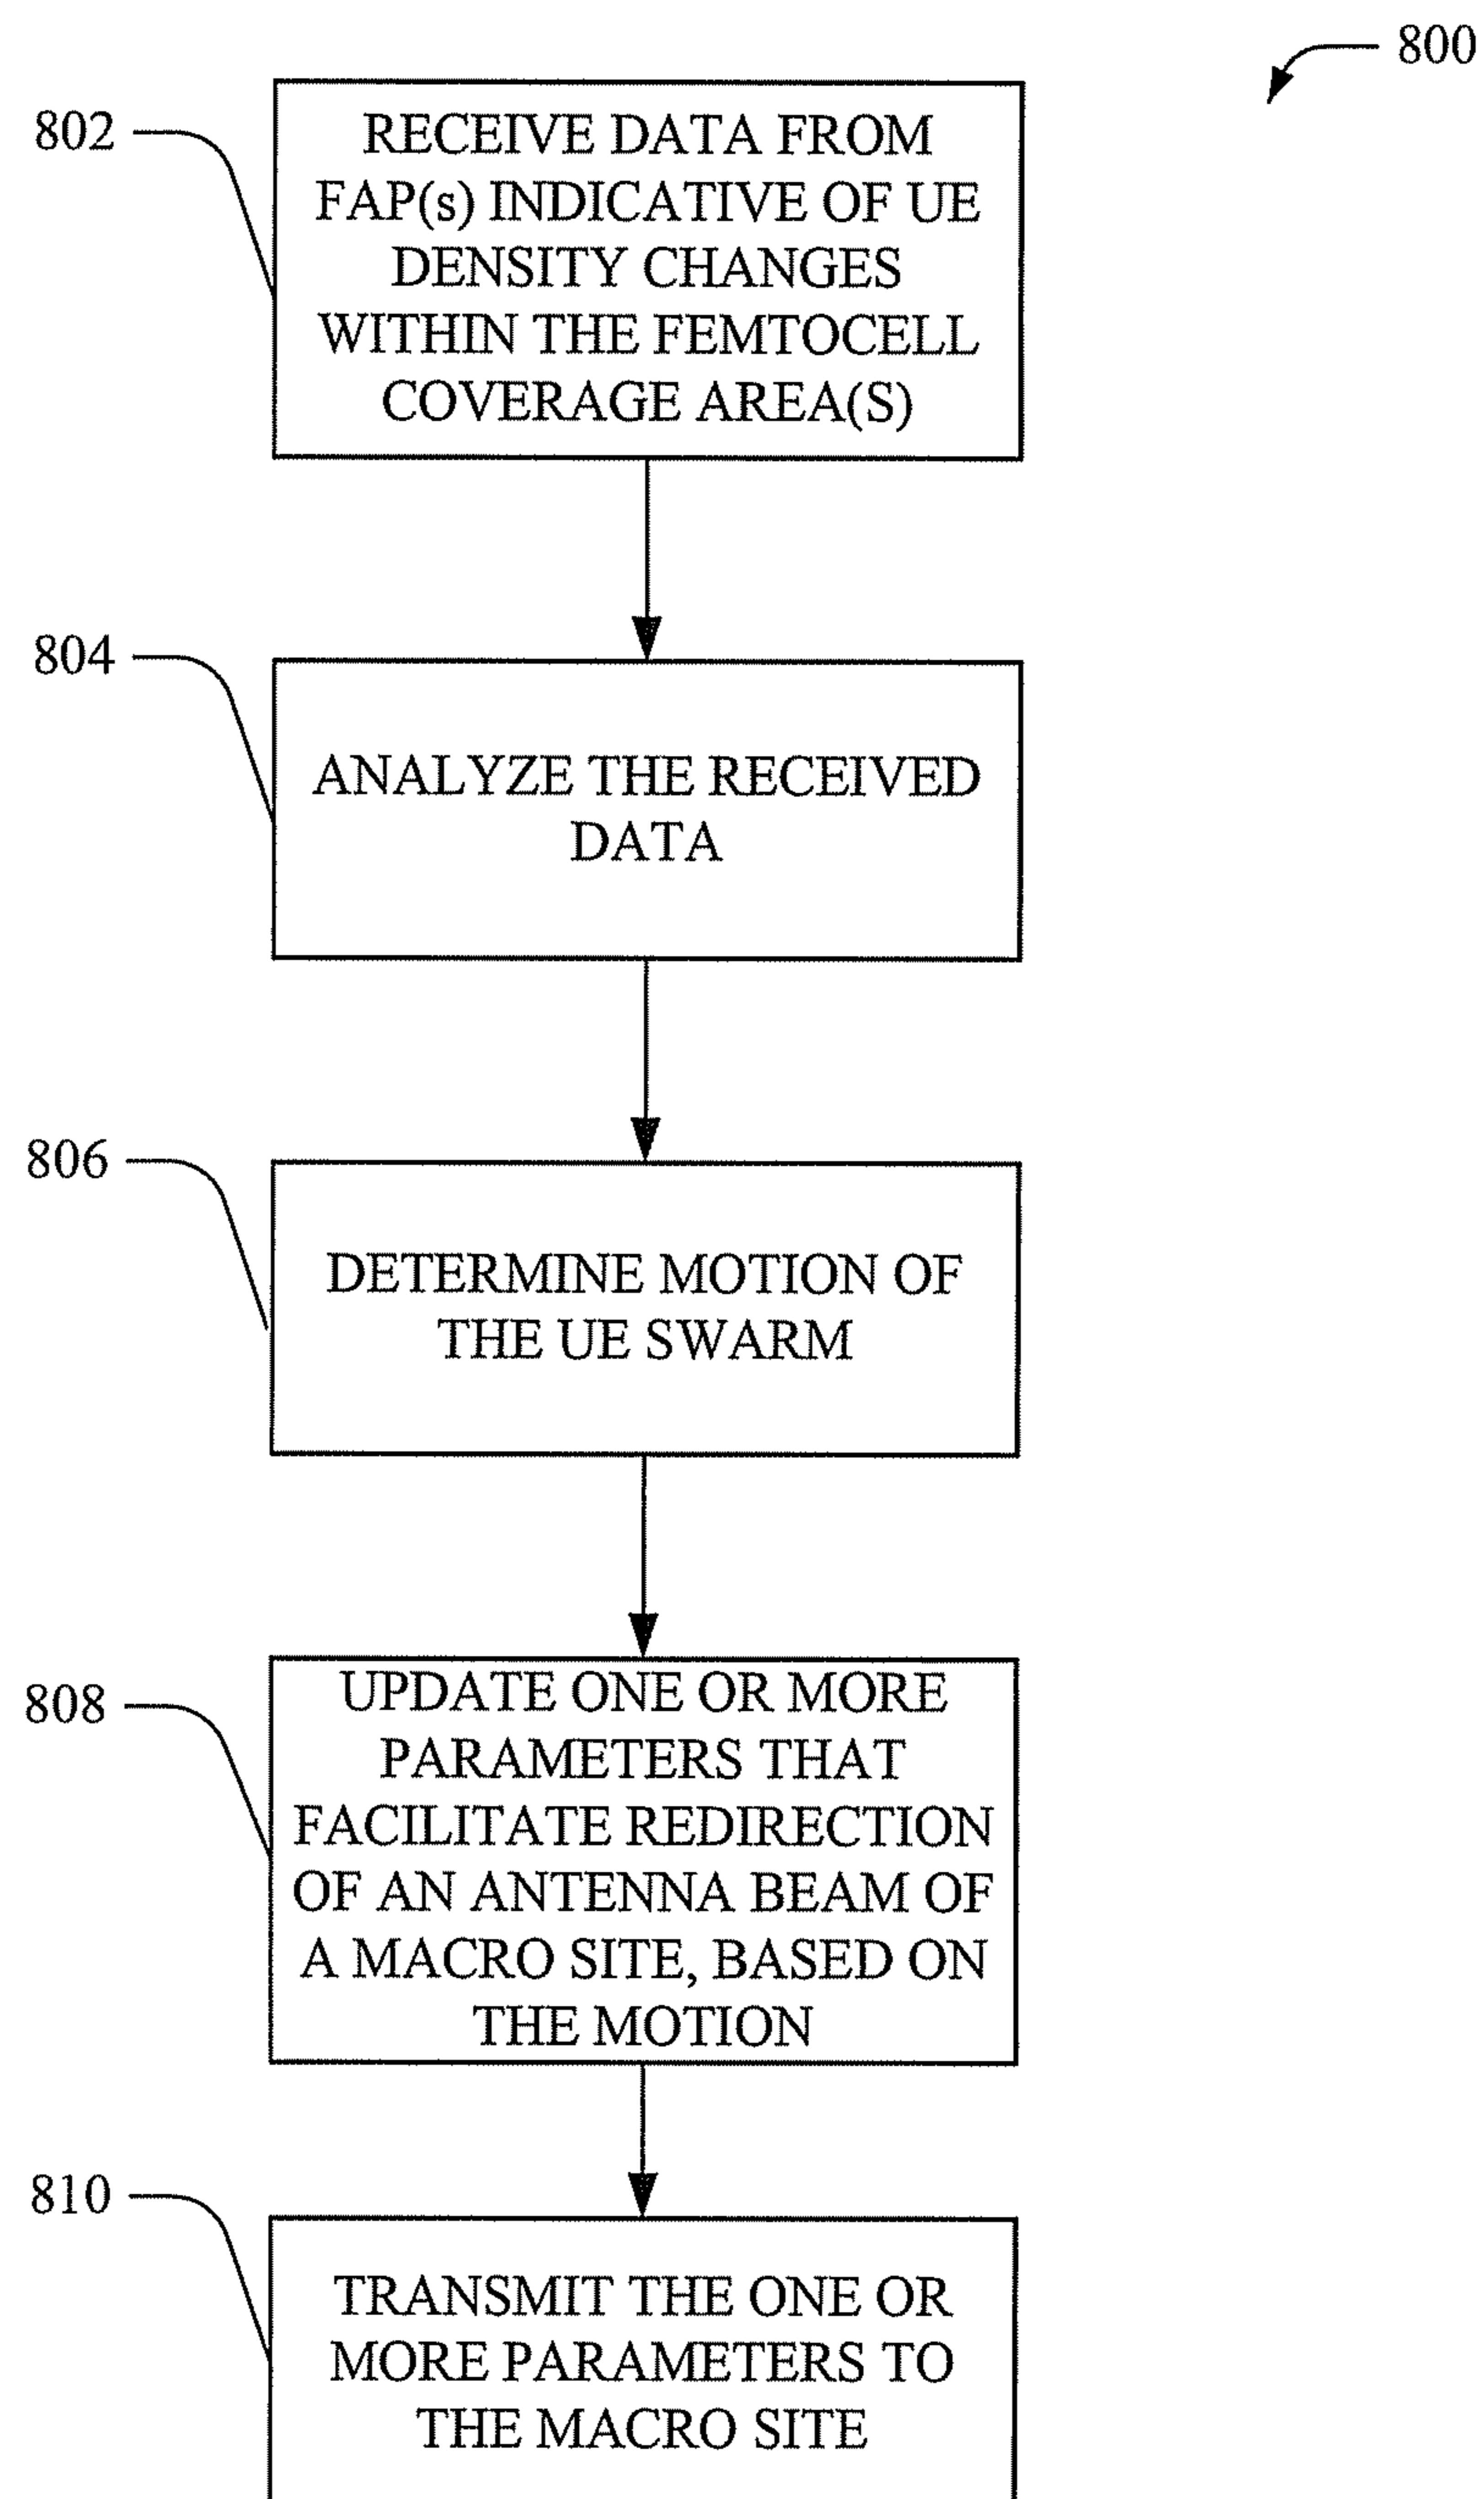 800
802
RECEIVE DATA FROM
FAP(s) INDICATIVE OF UE
DENSITY CHANGES
WITHIN THE FEMTOCELL
COVERAGE AREA(S)
804
ANALYZE THE RECEIVED
DATA
806
DETERMINE MOTION OF
THE UE SWARM
808
UPDATE ONE OR MORE
PARAMETERS THAT
FACILITATE REDIRECTION
OF AN ANTENNA BEAM OF
A MACRO SITE, BASED ON
THE MOTION
810
TRANSMIT THE ONE OR
MORE PARAMETERS TO
THE MACRO SITE